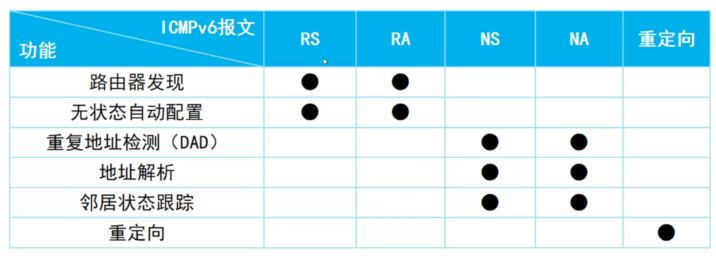 ICMPv6报文
功能
RS
RA
NS
NA
重定向
路由器发现 ● ●
无状态自动配置 ● ●
重复地址检测（DAD） ● ●
地址解析 ● ●
邻居状态跟踪 ● ●
重定向 ●